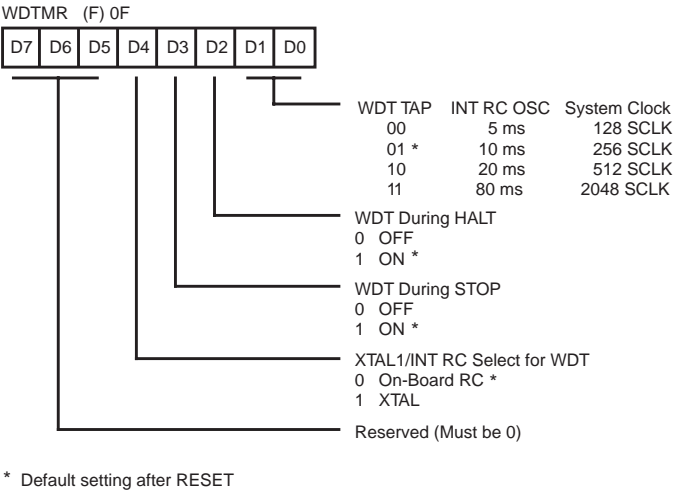 WDTMR (F) 0F
D7 D6 D5 D4 D3 D2 D1 D0
WDT TAP INT RC OSC System Clock
00 5 ms 128 SCLK
01 * 10 ms 256 SCLK
10 20 ms 512 SCLK
11 80 ms 2048 SCLK
WDT During HALT
0 OFF
1 ON *
WDT During STOP
0 OFF
1 ON *
XTAL1/INT RC Select for WDT
0 On-Board RC *
1 XTAL
Reserved (Must be 0)
* Default setting after RESET